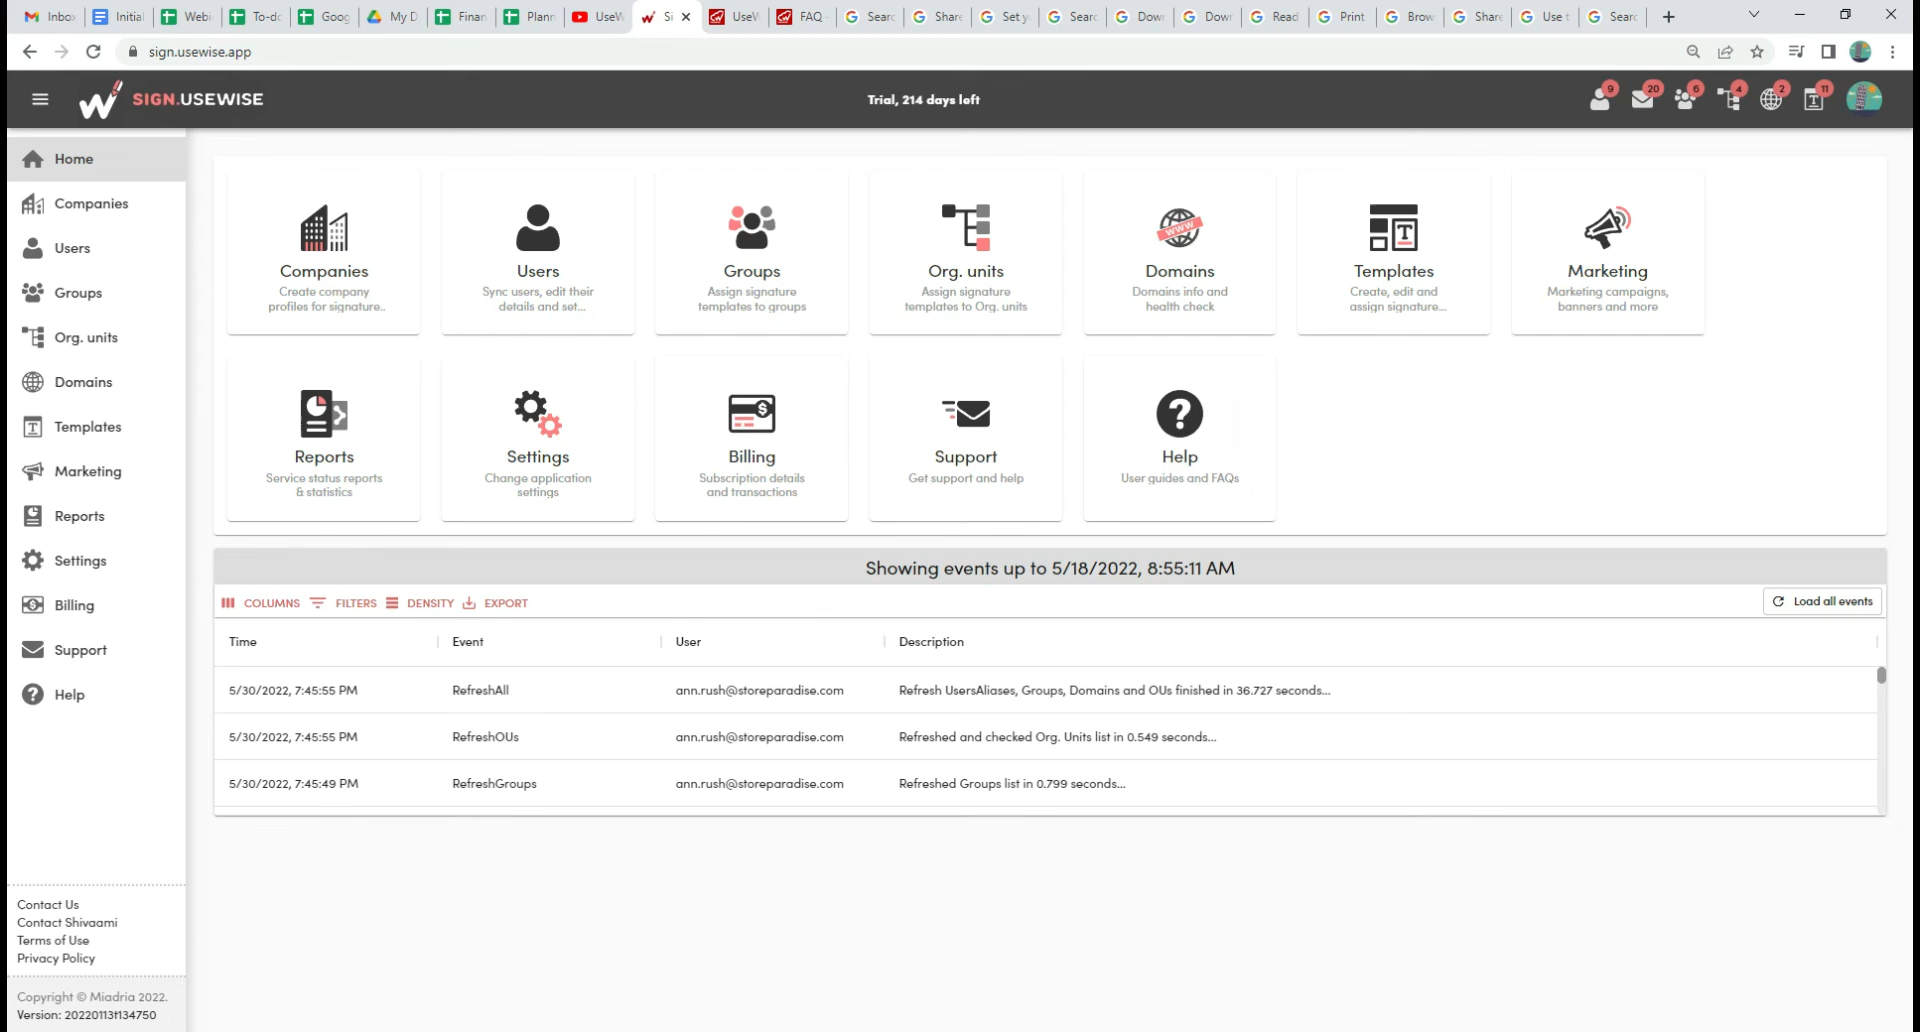 Inbox
Initial
Webi
To-do
Goog
My D
Finan
Plann
UseW
Si
UseW
FAQ
Searc
Share
Set y
Searc
Down
Down
Read
Print
Brow
Share
Use t
Searc
sign.usewise.app
SIGN.USEWISE
Trial, 214 days left
9
20
6
4
2
11
Home
Companies
Users
Groups
Org. units
Domains
Templates
Marketing
Reports
Settings
Billing
Support
Help
Companies
Create company
profiles for signature..
Users
Sync users, edit their
details and set...
Groups
Assign signature
templates to groups
Org. units
Assign signature
templates to Org. units
WWW
Domains
Domains info and
health check
Templates
Create, edit and
assign signature...
Marketing
Marketing campaigns,
banners and more
Reports
Service status reports
& statistics
Settings
Change application
settings
Billing
Subscription details
and transactions
Support
Get support and help
Help
User guides and FAQs
Showing events up to 5/18/2022, 8:55:11 AM
COLUMNS FILTERS DENSITY EXPORT
Load all events
Time Event User Description
5/30/2022, 7:45:55 PM RefreshAll ann.rush@storeparadise.com Refresh UsersAliases, Groups, Domains and OUs finished in 36.727 seconds...
5/30/2022, 7:45:55 PM RefreshOUs ann.rush@storeparadise.com Refreshed and checked Org. Units list in 0.549 seconds...
5/30/2022, 7:45:49 PM RefreshGroups ann.rush@storeparadise.com Refreshed Groups list in 0.799 seconds...
Contact Us
Contact Shivaami
Terms of Use
Privacy Policy
Copyright © Miadria 2022.
Version: 20220113t134750